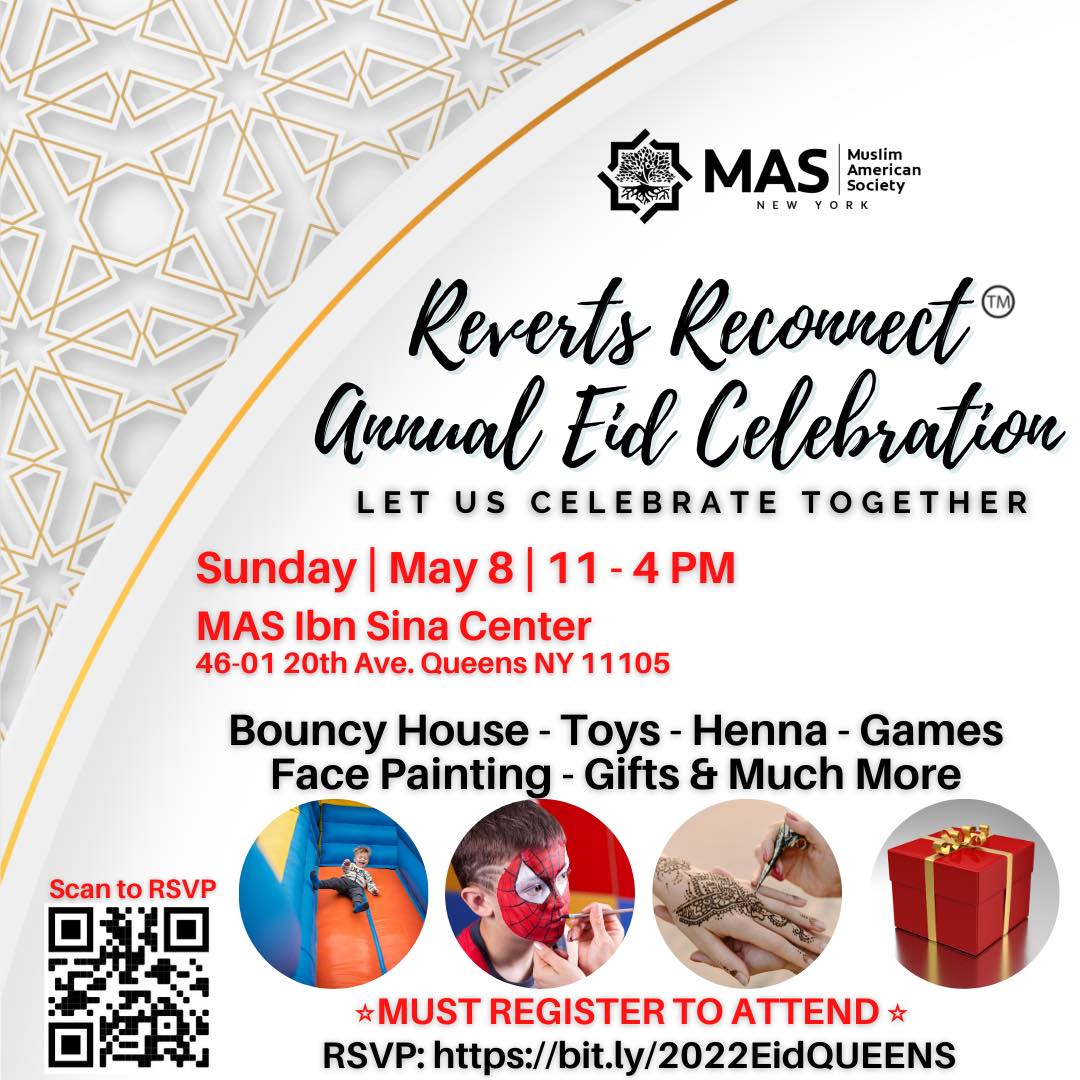 MAS
Muslim
American
Society
NEW YORK
Reverts Reconnect TM
Annual Eid Celebration
LET US CELEBRATE TOGETHER
Sunday | May 8 | 11 - 4 PM
MAS Ibn Sina Center
46-01 20th Ave. Queens NY 11105
Bouncy House - Toys - Henna - Games
Face Painting - Gifts & Much More
Scan to RSVP
⭐MUST REGISTER TO ATTEND ⭐
RSVP: https://bit.ly/2022EidQUEENS